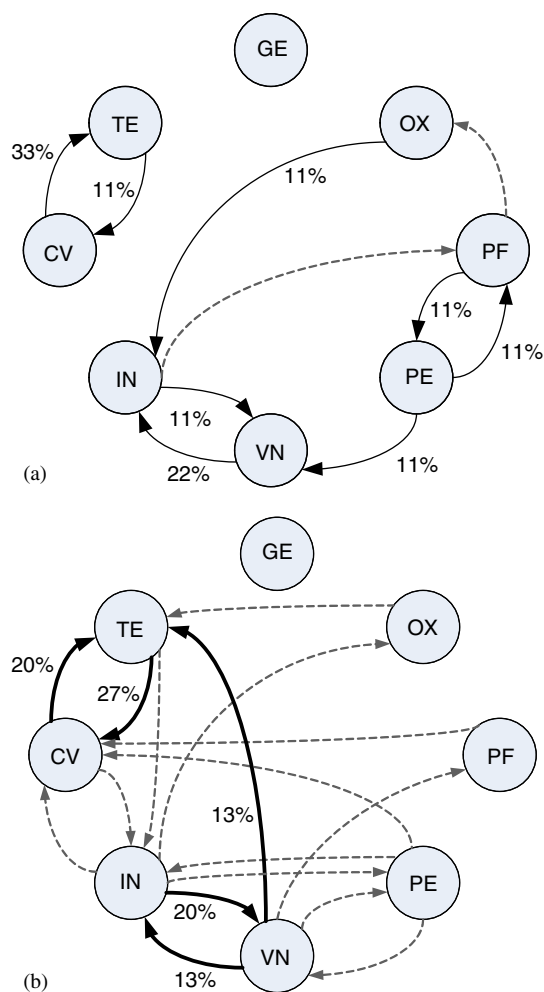 GE
TE
OX
33%
11%
11%
CV
PF
11%
11%
IN
PE
11%
VN
22%
11%
(a)
GE
TE
OX
20%
27%
CV
PF
13%
IN
PE
20%
VN
13%
(b)